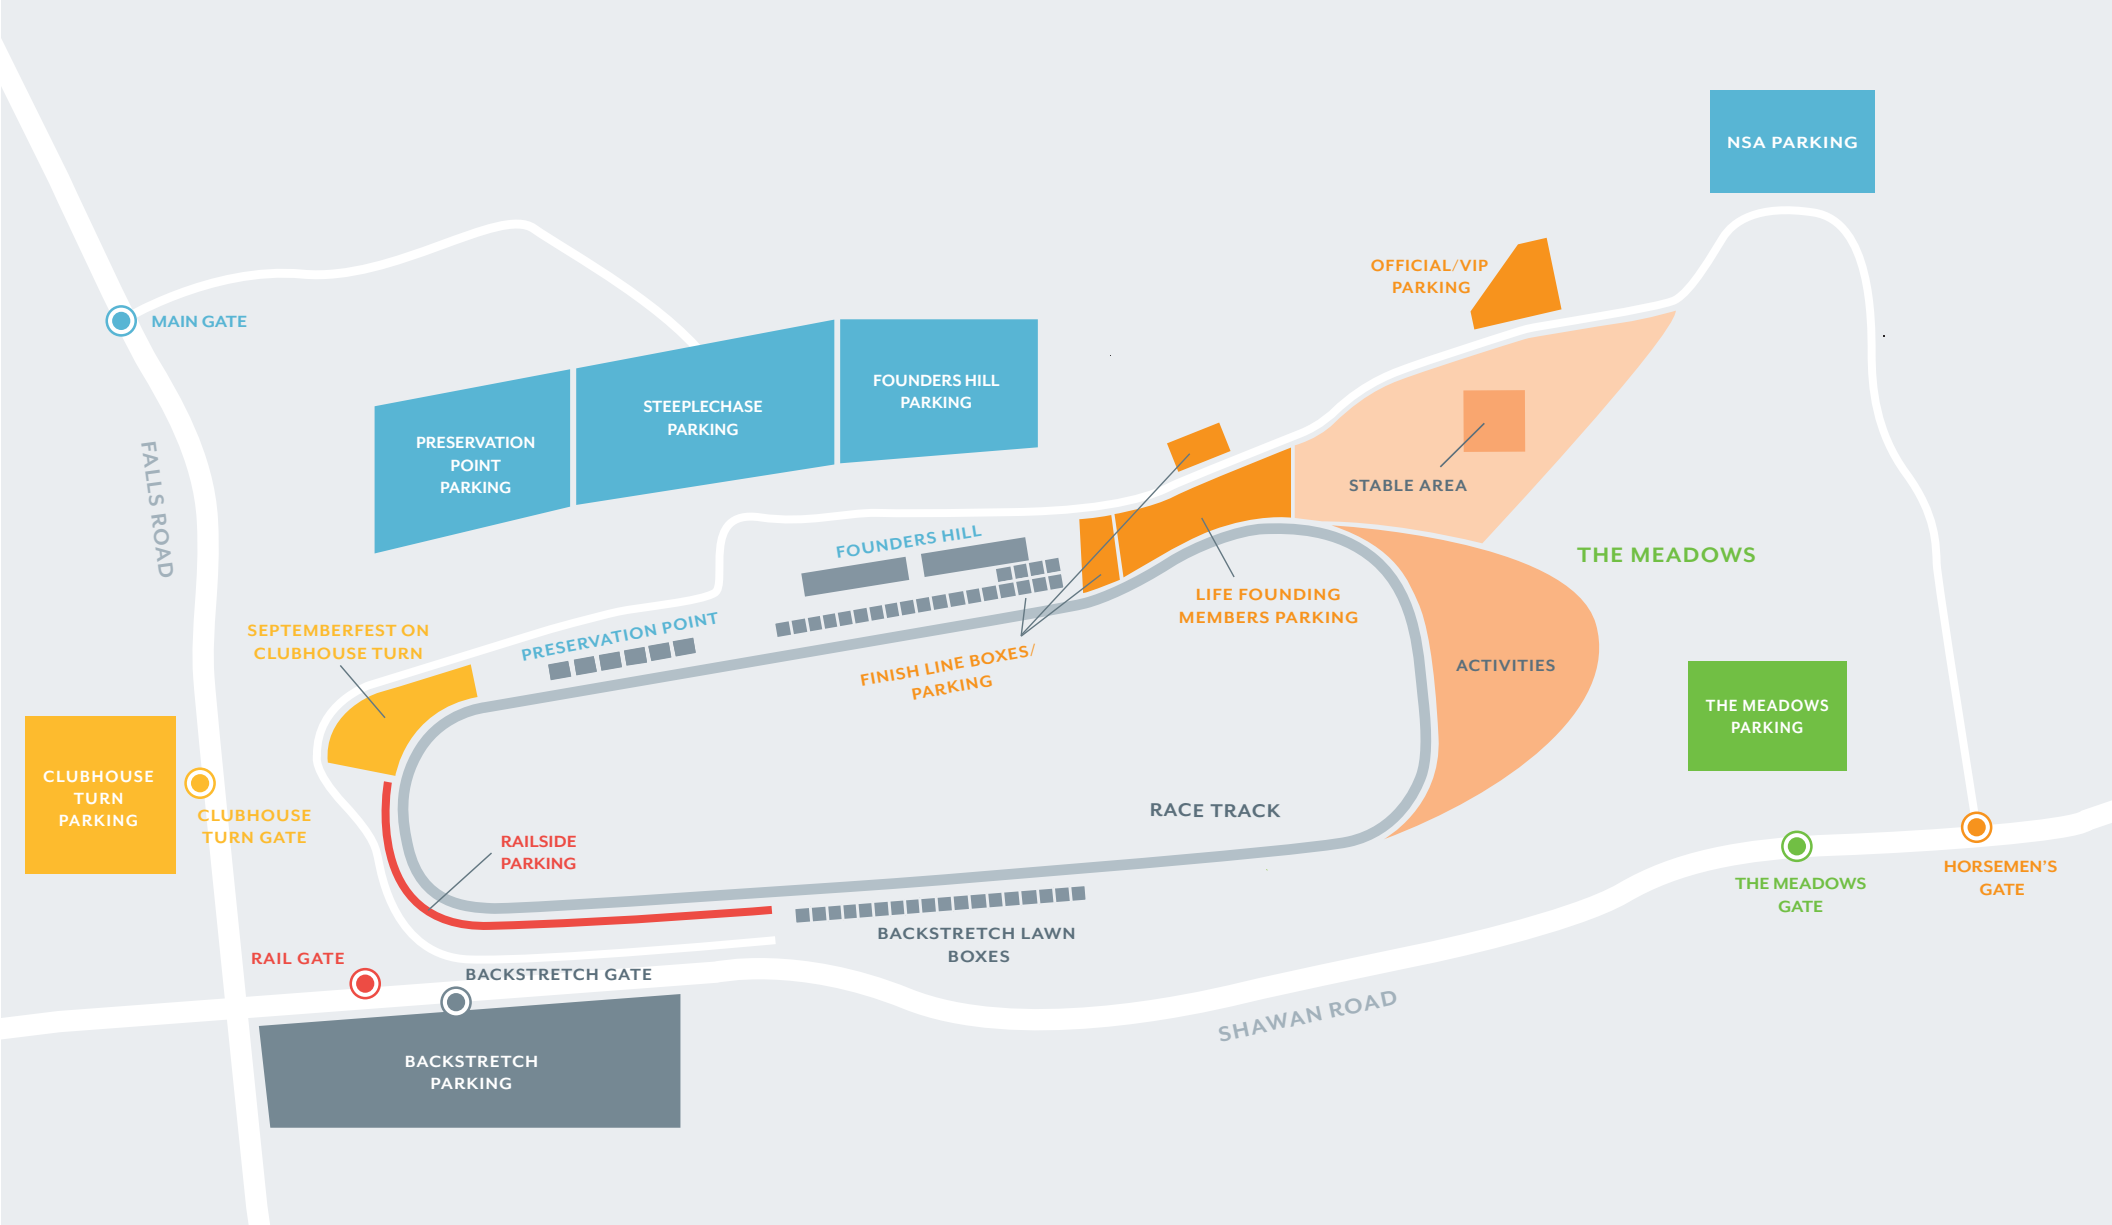 NSA PARKING
OFFICIAL/VIP
PARKING
MAIN GATE
FOUNDERS HILL
PARKING
STEEPLECHASE
PARKING
PRESERVATION
POINT
PARKING
FALLS ROAD
STABLE AREA
FOUNDERS HILL
THE MEADOWS
LIFE FOUNDING
MEMBERS PARKING
PRESERVATION POINT
SEPTEMBERFEST ON
CLUBHOUSE TURN
FINISH LINE BOXES/
PARKING
ACTIVITIES
THE MEADOWS
PARKING
CLUBHOUSE
TURN
PARKING
CLUBHOUSE
TURN GATE
RACE TRACK
RAILSIDE
PARKING
HORSEMEN'S
GATE
THE MEADOWS
GATE
BACKSTRETCH LAWN
BOXES
RAIL GATE
BACKSTRETCH GATE
SHAWAN ROAD
BACKSTRETCH
PARKING